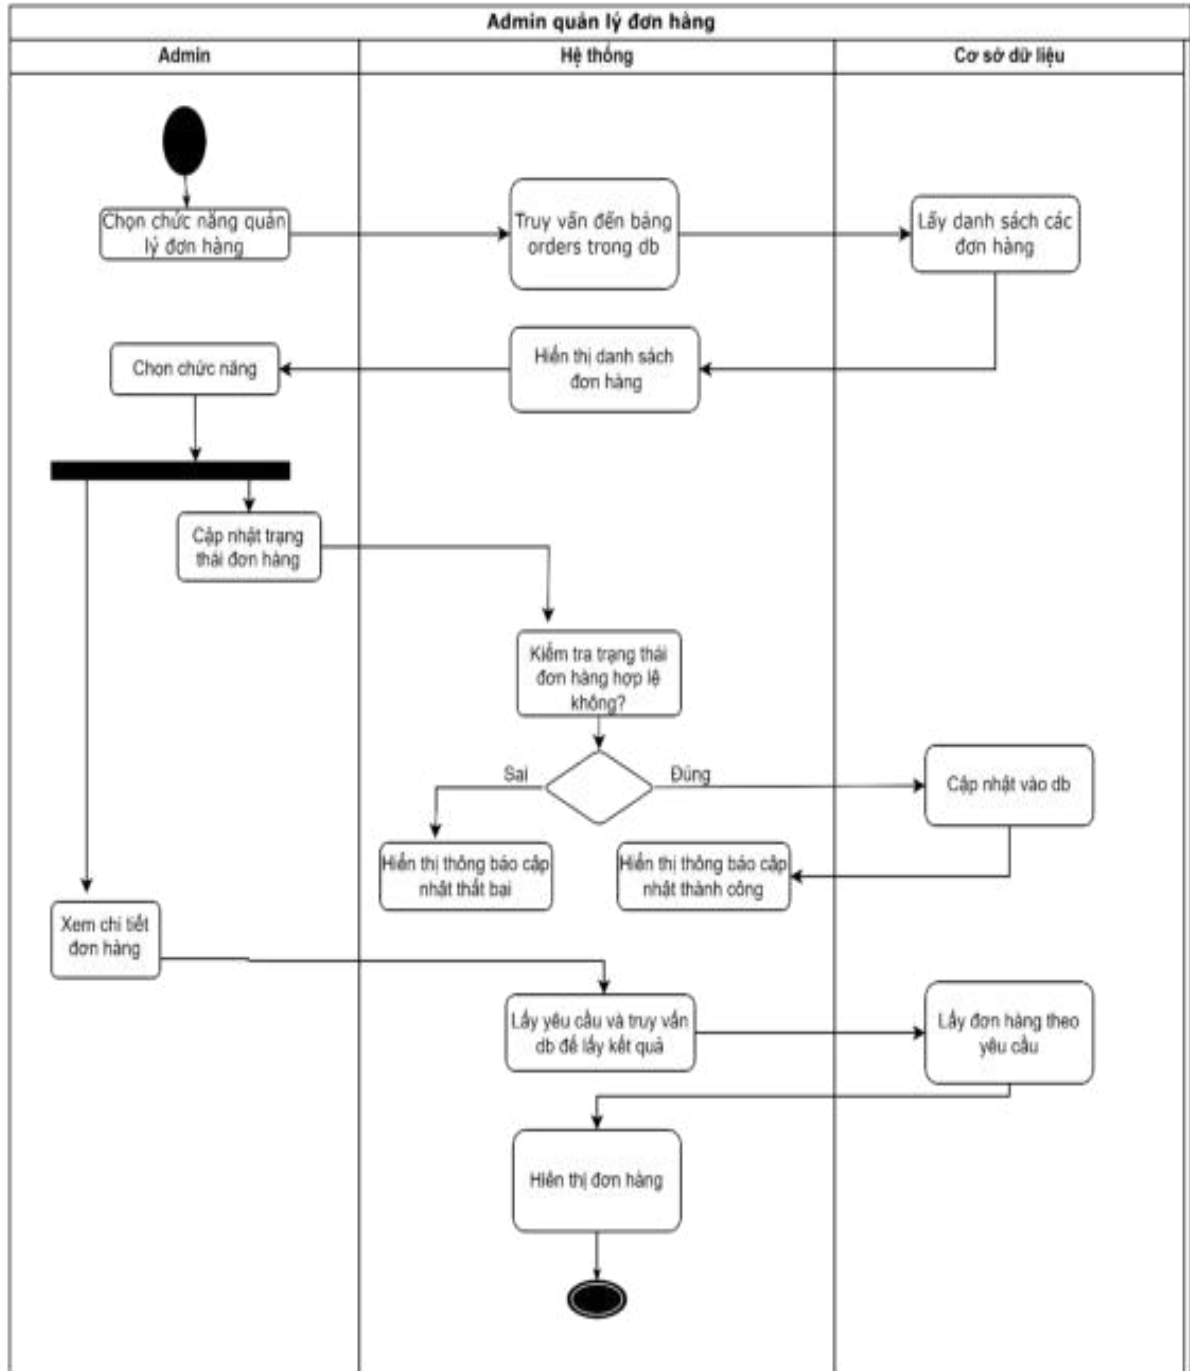 Admin quản lý đơn hàng
Admin
Hệ thống
Cơ sở dữ liệu
Chọn chức năng quản
lý đơn hàng
Truy vấn đến bảng
orders trong db
Lấy danh sách các
đơn hàng
Chọn chức năng
Hiển thị danh sách
đơn hàng
Cập nhật trạng
thái đơn hàng
Kiểm tra trạng thái
đơn hàng hợp lệ
không?
Sai
Đúng
Cập nhật vào db
Hiển thị thông báo cập
nhật thất bại
Hiển thị thông báo cập
nhật thành công
Xem chi tiết
đơn hàng
Lấy yêu cầu và truy vấn
db để lấy kết quả
Lấy đơn hàng theo
yêu cầu
Hiển thị đơn hàng